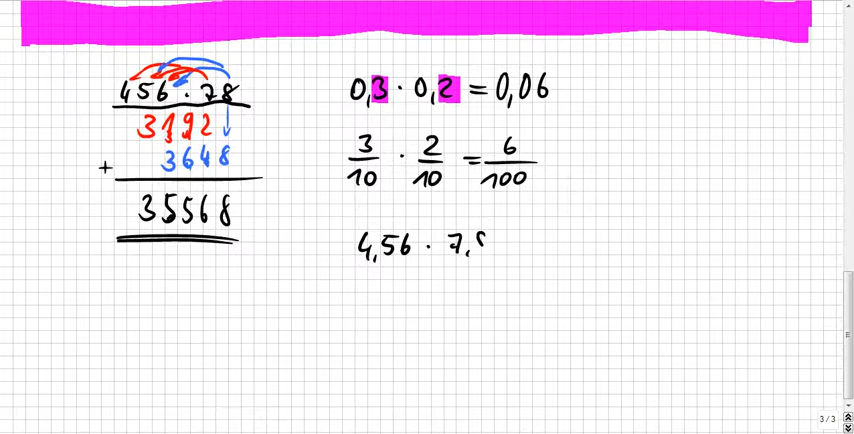 456 · 78
3192
3648
+
35568
0,3 · 0,2 = 0,06
3/10 · 2/10 = 6/100
4,56 · 7,
3 / 3